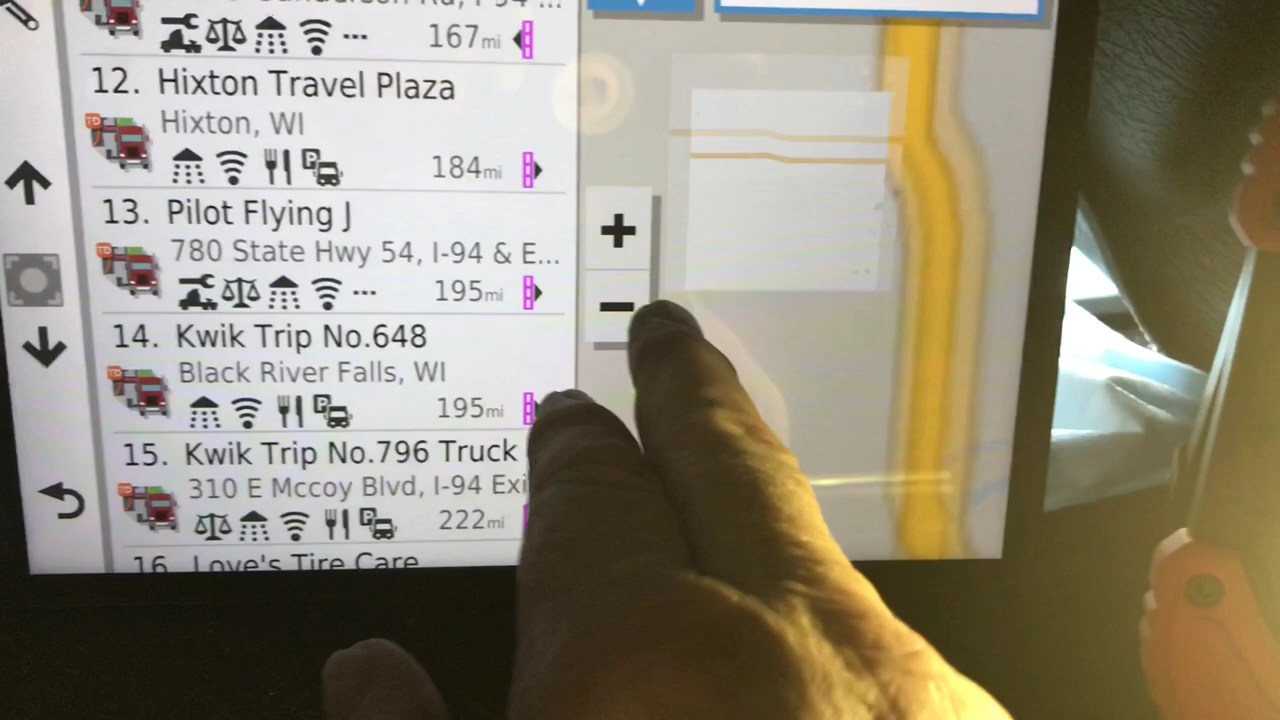 167mi
12. Hixton Travel Plaza
Hixton, WI
184mi
13. Pilot Flying J
780 State Hwy 54, I-94 & E...
195mi
14. Kwik Trip No.648
Black River Falls, WI
195mi
15. Kwik Trip No.796 Truck
310 E Mccoy Blvd, I-94 Exi
222mi
16. Love's Tire Care